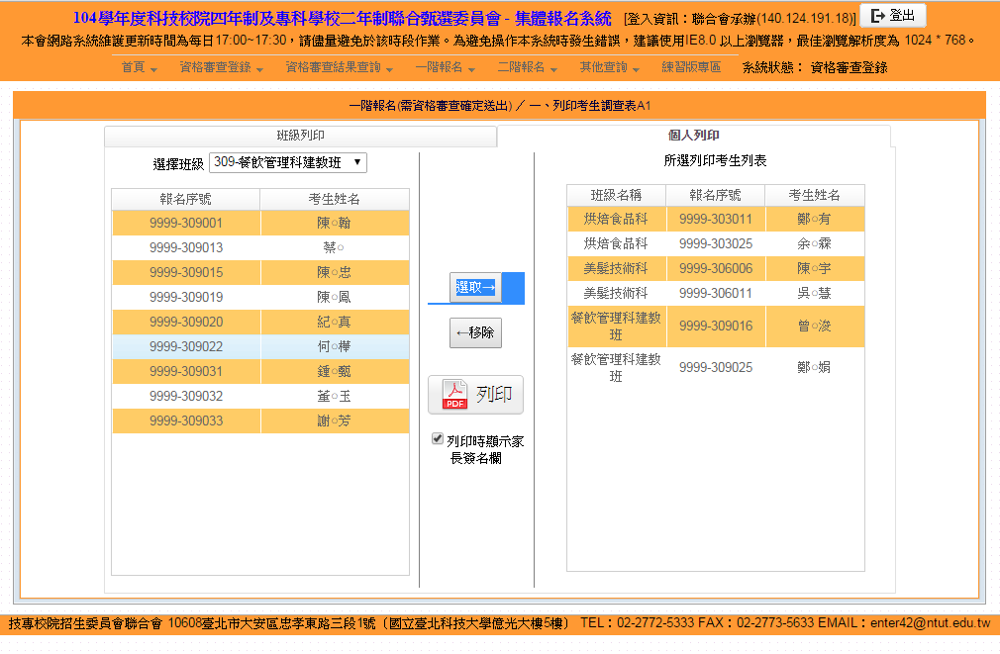 104學年度科技校院四年制及專科學校二年制聯合甄選委員會 - 集體報名系統 [登入資訊：聯合會承辦(140.124.191.18)] 登出
本會網路系統維護更新時間為每日17:00~17:30，請儘量避免於該時段作業。為避免操作本系統時發生錯誤，建議使用IE8.0 以上瀏覽器，最佳瀏覽解析度為 1024 * 768。
首頁 資格審查登錄 資格審查結果查詢 一階報名 二階報名 其他查詢 練習版專區 系統狀態： 資格審查登錄
一階報名(需資格審查確定送出) ／ 一、列印考生調查表A1
班級列印
個人列印
選擇班級 309-餐飲管理科建教班
報名序號 考生姓名
9999-309001 陳○翰
9999-309013 蔡○
9999-309015 陳○忠
9999-309019 陳○鳳
9999-309020 紀○真
9999-309022 何○樺
9999-309031 鍾○甄
9999-309032 董○玉
9999-309033 謝○芳
選取→
←移除
PDF 列印
列印時顯示家
長簽名欄
所選列印考生列表
班級名稱 報名序號 考生姓名
烘焙食品科 9999-303011 鄭○有
烘焙食品科 9999-303025 余○霖
美髮技術科 9999-306006 陳○宇
美髮技術科 9999-306011 吳○慧
餐飲管理科建教
班 9999-309016 曾○浚
餐飲管理科建教
班 9999-309025 鄭○娟
技專校院招生委員會聯合會 10608臺北市大安區忠孝東路三段1號〔國立臺北科技大學億光大樓5樓〕 TEL：02-2772-5333 FAX：02-2773-5633 EMAIL：enter42@ntut.edu.tw